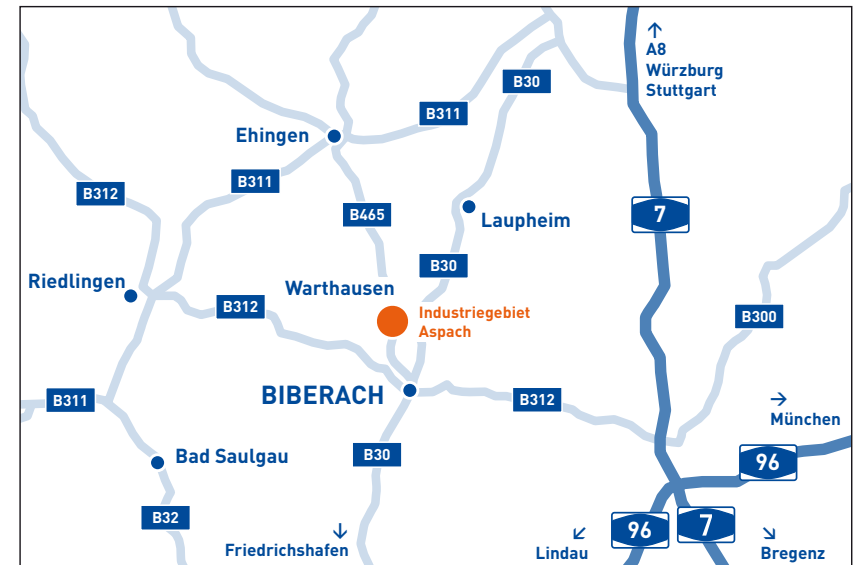 A8
Würzburg
Stuttgart
B30
B311
Ehingen
B311
B312
B465
7
Laupheim
B30
Riedlingen
Warthausen
B312
Industriegebiet
Aspach
B300
BIBERACH
B312
B311
München
Bad Saulgau
B30
96
B32
96
7
Friedrichshafen
Lindau
Bregenz